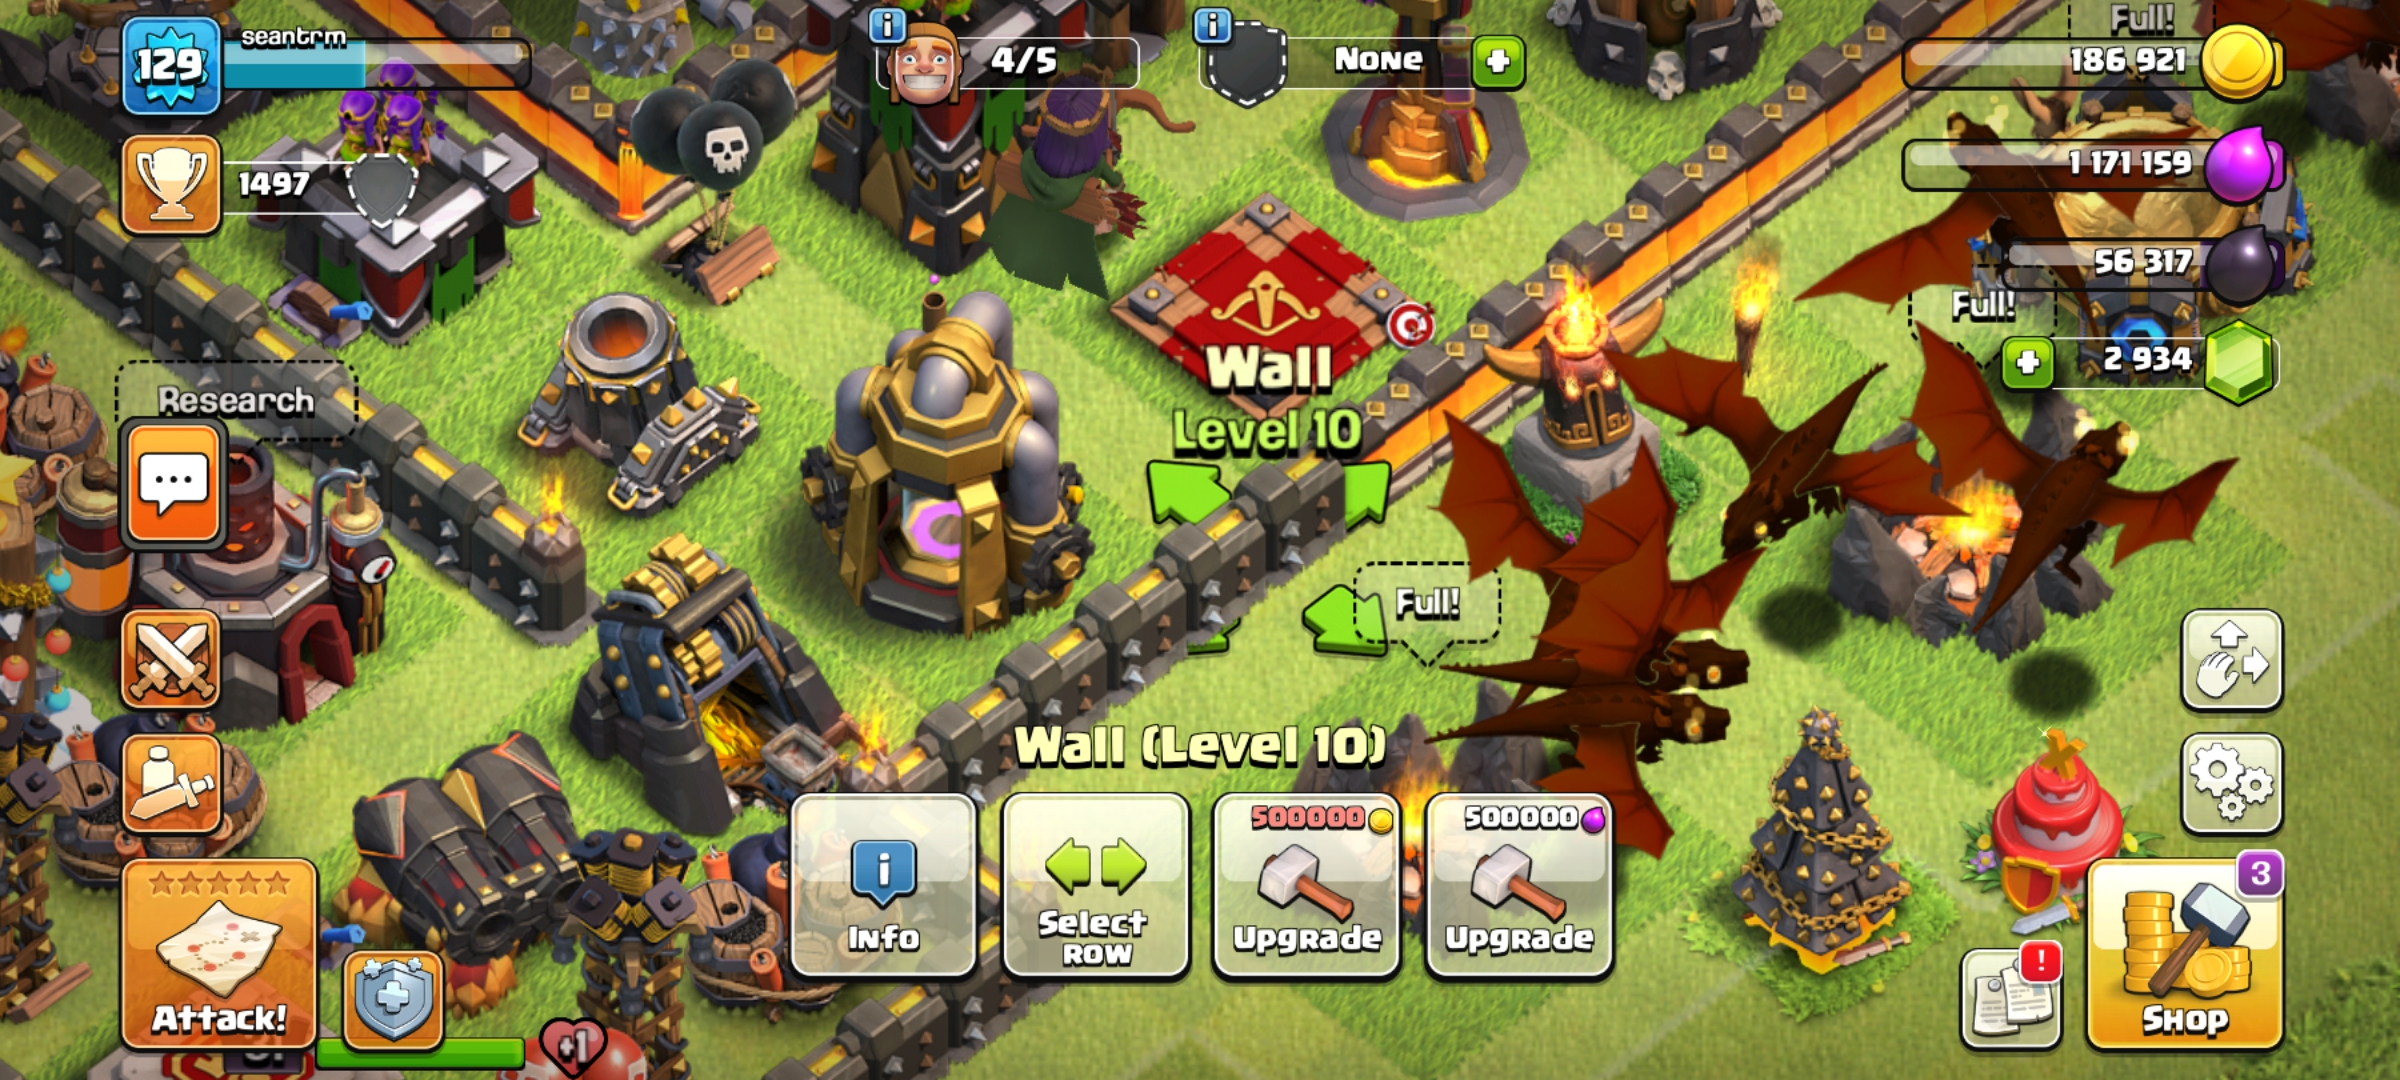 129
seantrm
4/5
None
Full!
186 921
1497
1 171 159
56 317
Full!
2 934
Research
Wall
Level 10
Full!
Wall (Level 10)
Info
Select
Row
500000
Upgrade
500000
Upgrade
Attack!
+1
3
!
Shop